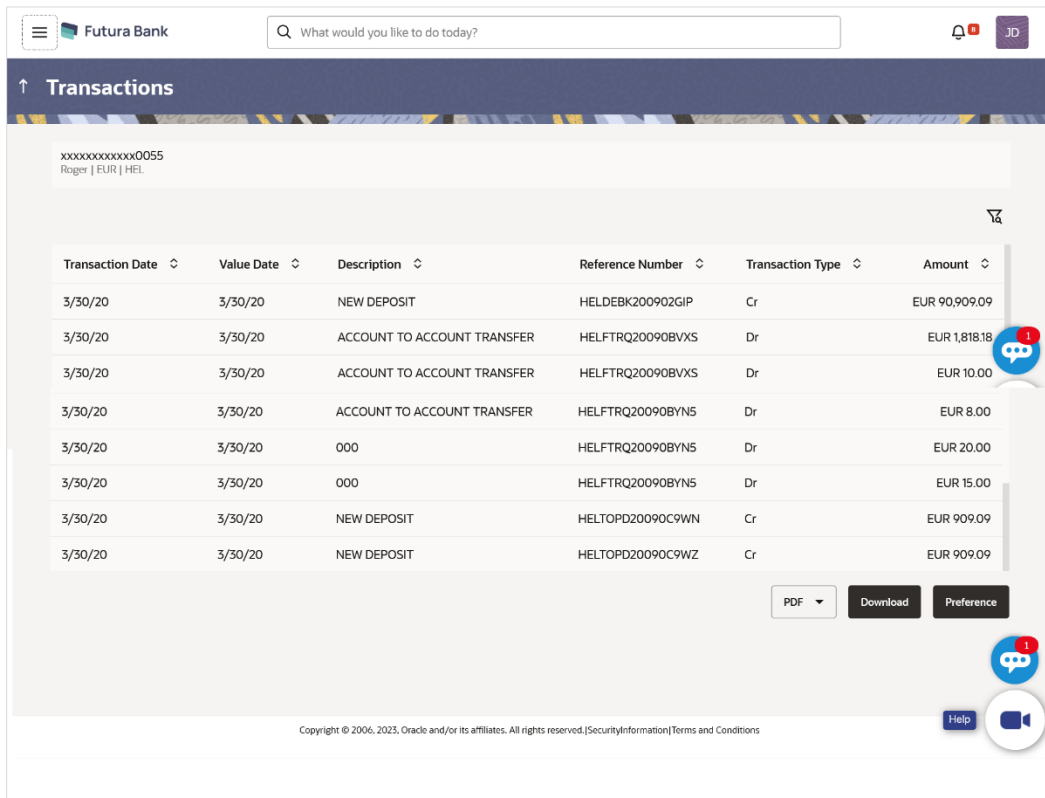 Futura Bank
What would you like to do today?
JD
Transactions
xxxxxxxxxxxx0055
Roger | EUR | HEL
Transaction Date Value Date Description Reference Number Transaction Type Amount
3/30/20 3/30/20 NEW DEPOSIT HELDEBK200902GIP Cr EUR 90,909.09
3/30/20 3/30/20 ACCOUNT TO ACCOUNT TRANSFER HELFTRQ20090BVXS Dr EUR 1,818.18
1
3/30/20 3/30/20 ACCOUNT TO ACCOUNT TRANSFER HELFTRQ20090BVXS Dr EUR 10.00
3/30/20 3/30/20 ACCOUNT TO ACCOUNT TRANSFER HELFTRQ20090BYN5 Dr EUR 8.00
3/30/20 3/30/20 000 HELFTRQ20090BYN5 Dr EUR 20.00
3/30/20 3/30/20 000 HELFTRQ20090BYN5 Dr EUR 15.00
3/30/20 3/30/20 NEW DEPOSIT HELTOPD20090C9WN Cr EUR 909.09
3/30/20 3/30/20 NEW DEPOSIT HELTOPD20090C9WZ Cr EUR 909.09
PDF Download Preference
1
Help
Copyright © 2006, 2023, Oracle and/or its affiliates. All rights reserved.|SecurityInformation|Terms and Conditions